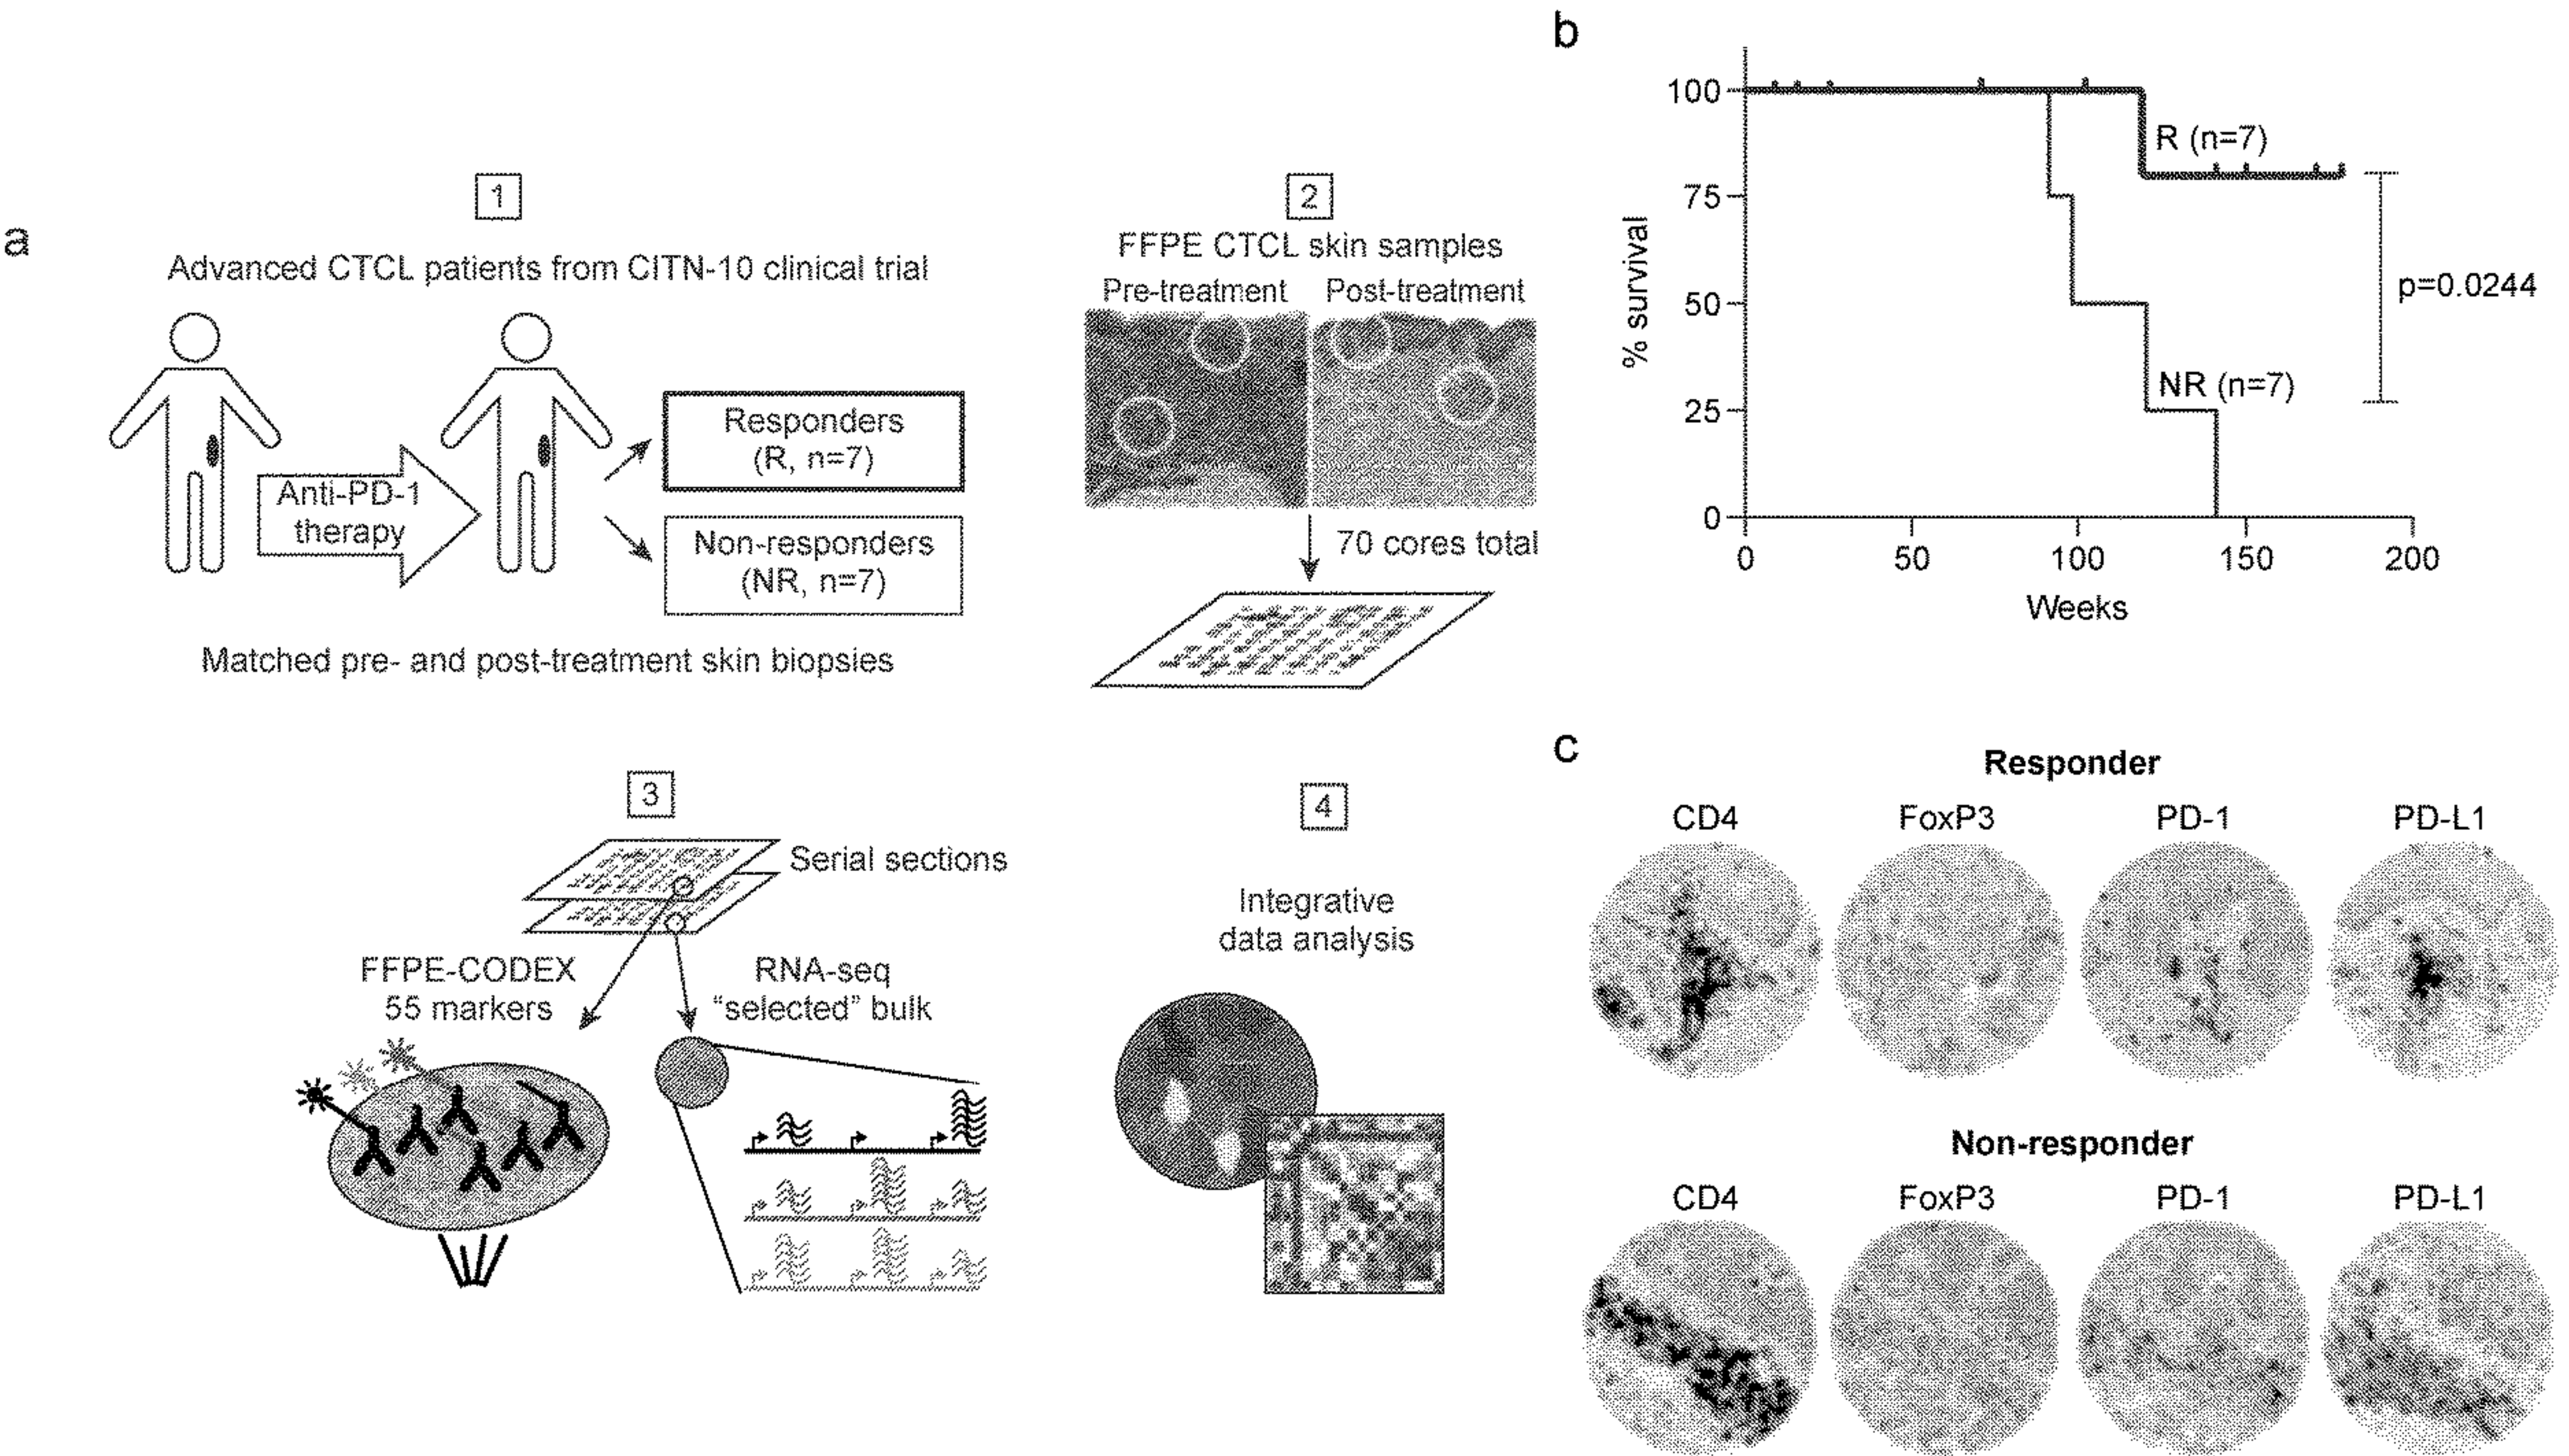 a
1
Advanced CTCL patients from CITN-10 clinical trial
Anti-PD-1
therapy
Responders
(R, n=7)
Non-responders
(NR, n=7)
Matched pre- and post-treatment skin biopsies
2
FFPE CTCL skin samples
Pre-treatment
Post-treatment
70 cores total
3
Serial sections
FFPE-CODEX
55 markers
RNA-seq
“selected” bulk
4
Integrative
data analysis
b
% survival
100
75
50
25
0
R (n=7)
NR (n=7)
p=0.0244
0
50
100
150
200
Weeks
c
Responder
CD4
FoxP3
PD-1
PD-L1
Non-responder
CD4
FoxP3
PD-1
PD-L1